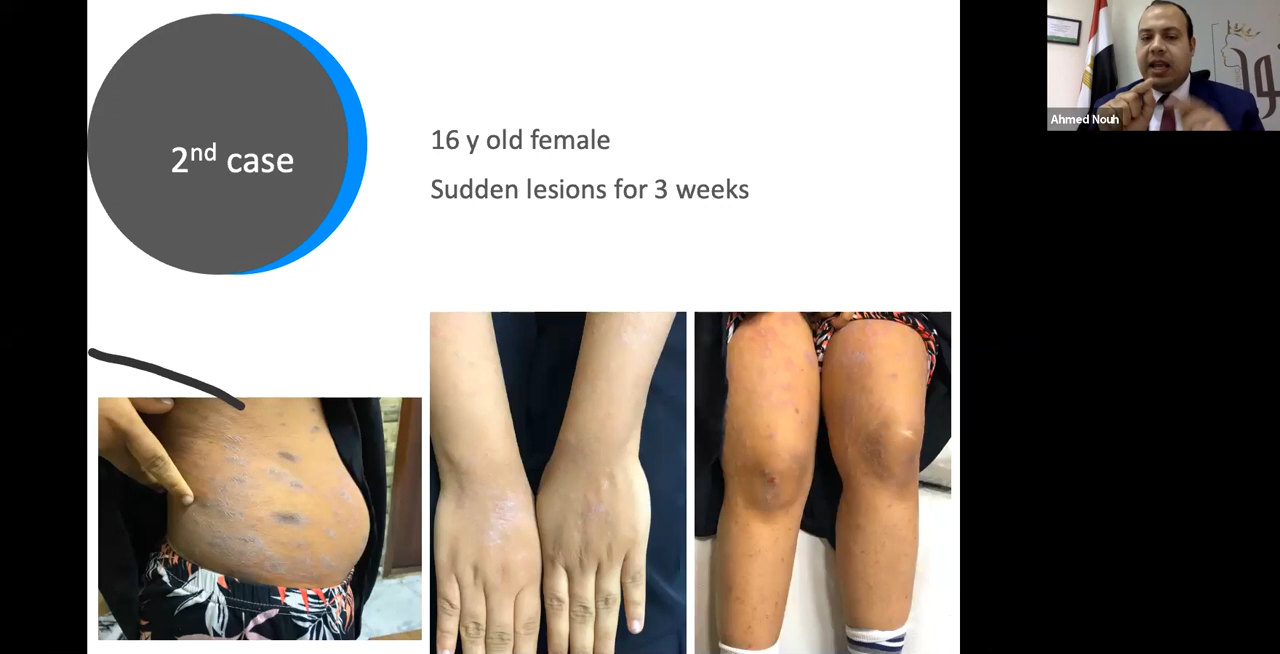 2nd case
16 y old female
Sudden lesions for 3 weeks
Ahmed Nouh